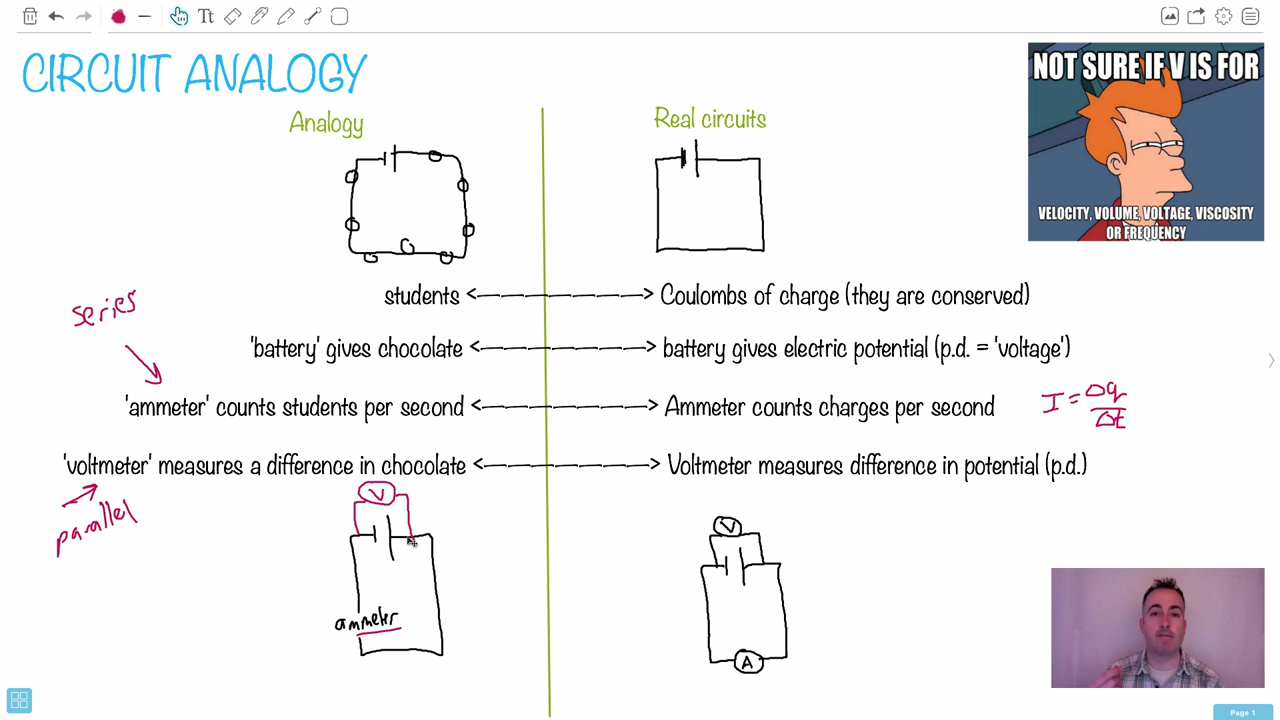 Tt
CIRCUIT ANALOGY
NOT SURE IF V IS FOR
VELOCITY, VOLUME, VOLTAGE, VISCOSITY
OR FREQUENCY
Analogy
Real circuits
series
students <------> Coulombs of charge (they are conserved)
'battery' gives chocolate <------> battery gives electric potential (p.d. = 'voltage')
'ammeter' counts students per second <------> Ammeter counts charges per second
I = Δq
Δt
'voltmeter' measures a difference in chocolate <------> Voltmeter measures difference in potential (p.d.)
parallel
V
V
ammeter
A
Page 1